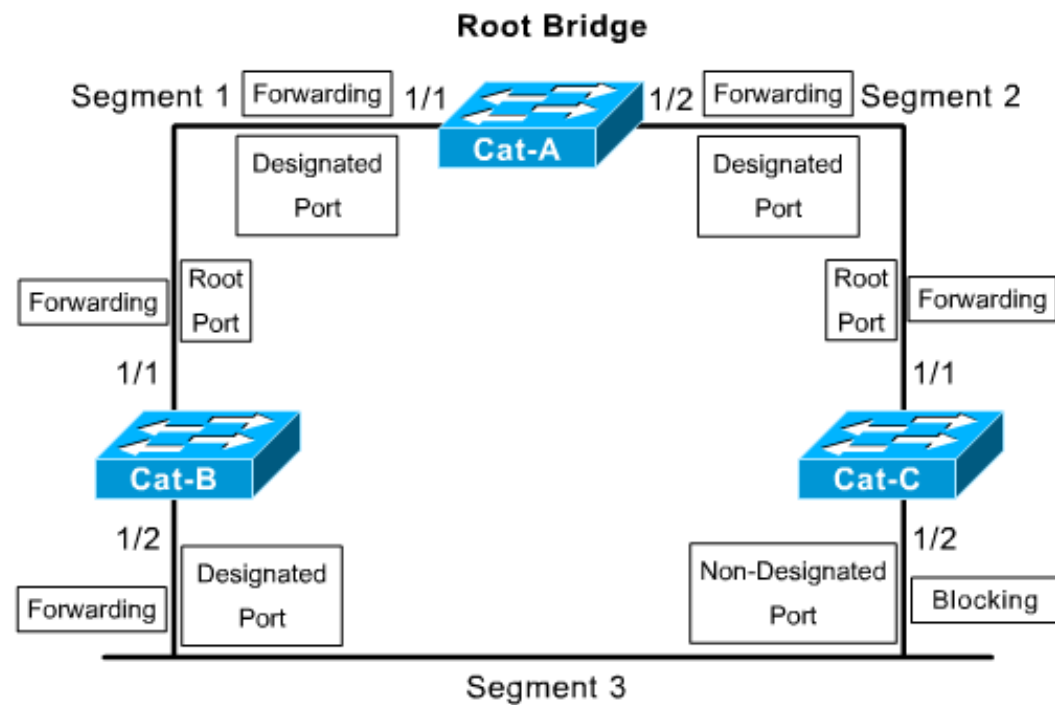 Root Bridge
Segment 1
Forwarding
1/1
1/2
Forwarding
Segment 2
Cat-A
Designated
Port
Designated
Port
Forwarding
Root
Port
Root
Port
Forwarding
1/1
1/1
Cat-B
Cat-C
1/2
1/2
Designated
Port
Non-Designated
Port
Forwarding
Blocking
Segment 3